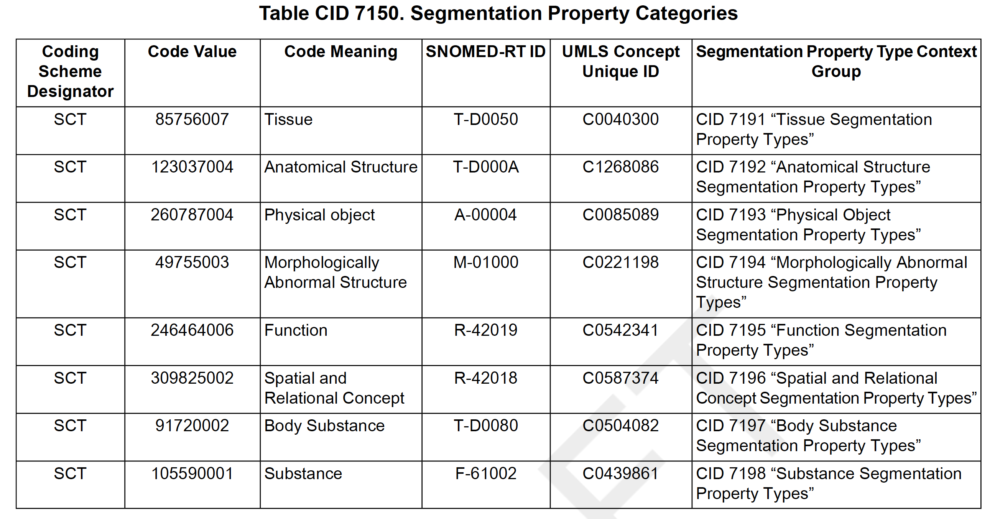 Table CID 7150. Segmentation Property Categories
Coding Scheme Designator Code Value Code Meaning SNOMED-RT ID UMLS Concept Unique ID Segmentation Property Type Context Group
SCT 85756007 Tissue T-D0050 C0040300 CID 7191 “Tissue Segmentation Property Types”
SCT 123037004 Anatomical Structure T-D000A C1268086 CID 7192 “Anatomical Structure Segmentation Property Types”
SCT 260787004 Physical object A-00004 C0085089 CID 7193 “Physical Object Segmentation Property Types”
SCT 49755003 Morphologically Abnormal Structure M-01000 C0221198 CID 7194 “Morphologically Abnormal Structure Segmentation Property Types”
SCT 246464006 Function R-42019 C0542341 CID 7195 “Function Segmentation Property Types”
SCT 309825002 Spatial and Relational Concept R-42018 C0587374 CID 7196 “Spatial and Relational Concept Segmentation Property Types”
SCT 91720002 Body Substance T-D0080 C0504082 CID 7197 “Body Substance Segmentation Property Types”
SCT 105590001 Substance F-61002 C0439861 CID 7198 “Substance Segmentation Property Types”